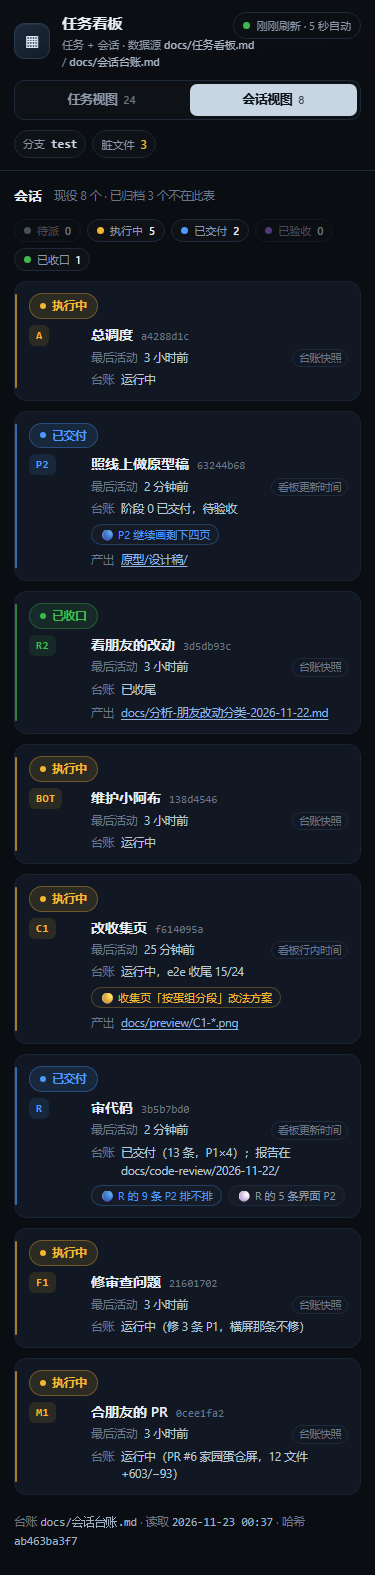 任务看板
任务 + 会话 · 数据源 docs/任务看板.md
/ docs/会话台账.md
刚刚刷新 · 5 秒自动
任务视图 24
会话视图 8
分支 test
脏文件 3
会话 现役 8 个 · 已归档 3 个不在此表
待派 0
执行中 5
已交付 2
已验收 0
已收口 1
执行中
A
总调度 a4288d1c
最后活动 3 小时前
台账快照
台账 运行中
已交付
P2
照线上做原型稿 63244b68
最后活动 2 分钟前
看板更新时间
台账 阶段 0 已交付，待验收
P2 继续画剩下四页
产出 原型/设计稿/
已收口
R2
看朋友的改动 3d5db93c
最后活动 3 小时前
台账快照
台账 已收尾
产出 docs/分析-朋友改动分类-2026-11-22.md
执行中
BOT
维护小阿布 138d4546
最后活动 3 小时前
台账快照
台账 运行中
执行中
C1
改收集页 f614095a
最后活动 25 分钟前
看板行内时间
台账 运行中，e2e 收尾 15/24
收集页「按蛋组分段」改法方案
产出 docs/preview/C1-*.png
已交付
R
审代码 3b5b7bd0
最后活动 2 分钟前
看板更新时间
台账 已交付（13 条，P1×4）；报告在
docs/code-review/2026-11-22/
R 的 9 条 P2 排不排
R 的 5 条界面 P2
执行中
F1
修审查问题 21601702
最后活动 3 小时前
台账快照
台账 运行中（修 3 条 P1，横屏那条不修）
执行中
M1
合朋友的 PR 0cee1fa2
最后活动 3 小时前
台账快照
台账 运行中（PR #6 家园蛋仓屏，12 文件
+603/−93）
台账 docs/会话台账.md · 读取 2026-11-23 00:37 · 哈希
ab463ba3f7